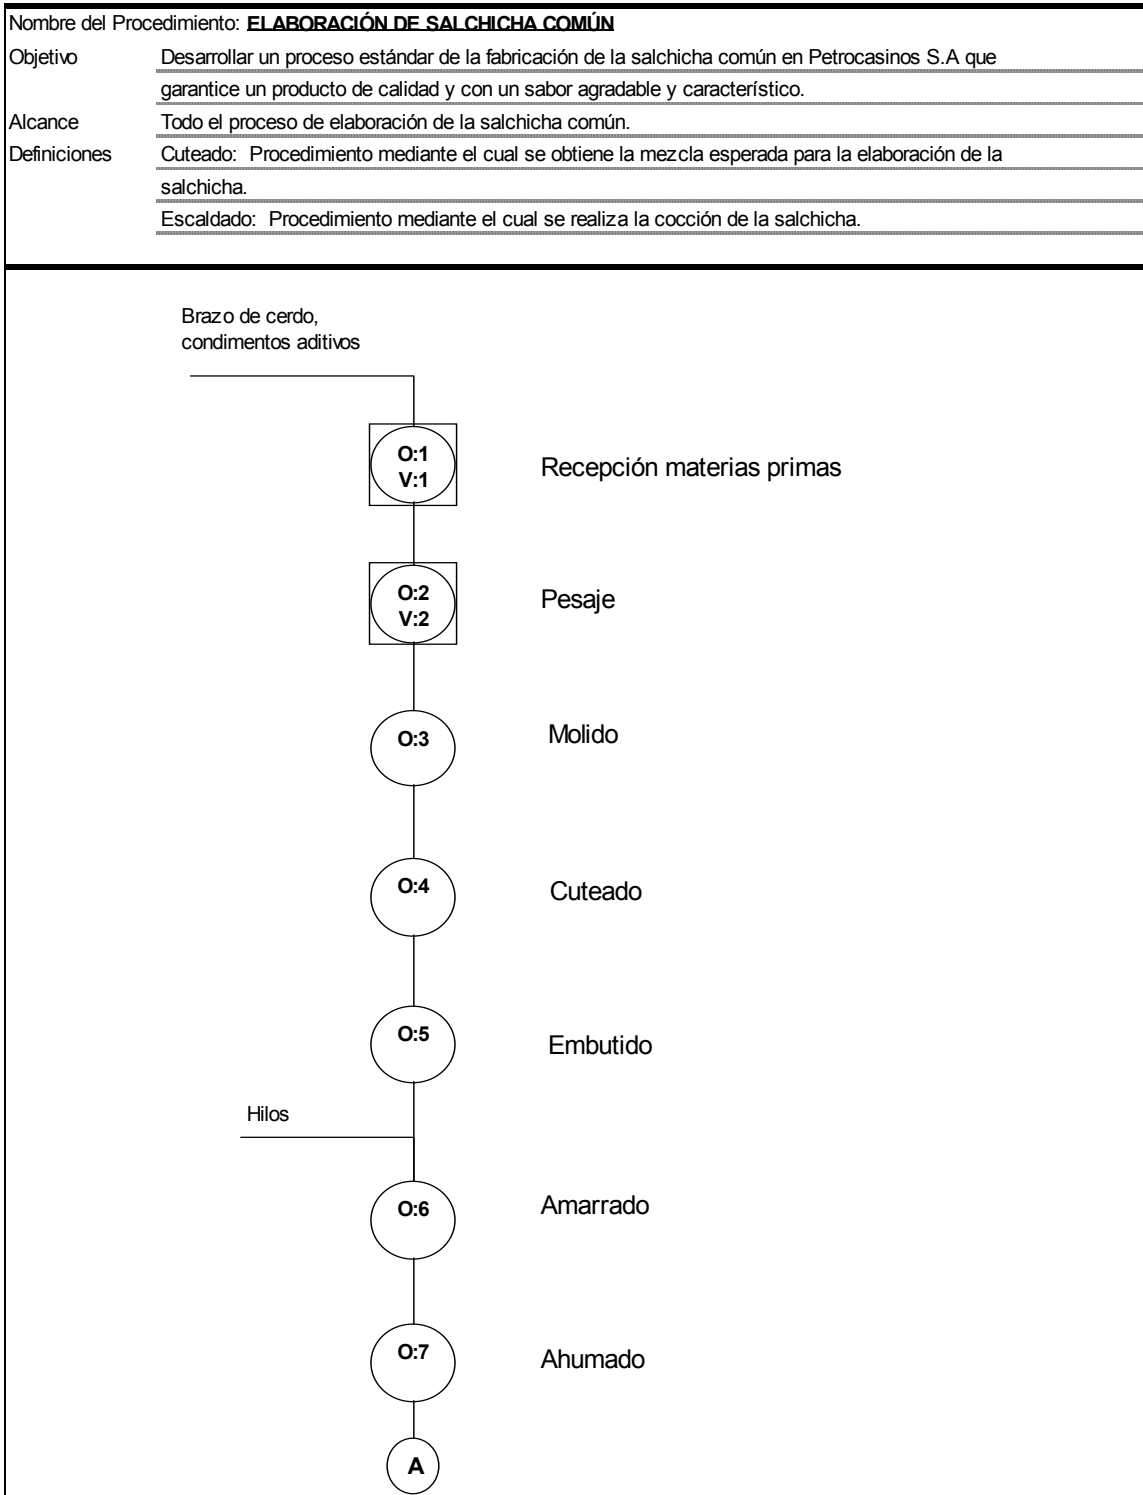 Nombre del Procedimiento: ELABORACIÓN DE SALCHICHA COMÚN
Objetivo Desarrollar un proceso estándar de la fabricación de la salchicha común en Petrocasinos S.A que
garantice un producto de calidad y con un sabor agradable y característico.
Alcance Todo el proceso de elaboración de la salchicha común.
Definiciones Cuteado: Procedimiento mediante el cual se obtiene la mezcla esperada para la elaboración de la
salchicha.
Escaldado: Procedimiento mediante el cual se realiza la cocción de la salchicha.
Brazo de cerdo,
condimentos aditivos
O:1
V:1
Recepción materias primas
O:2
V:2
Pesaje
O:3
Molido
O:4
Cuteado
O:5
Embutido
Hilos
O:6
Amarrado
O:7
Ahumado
A